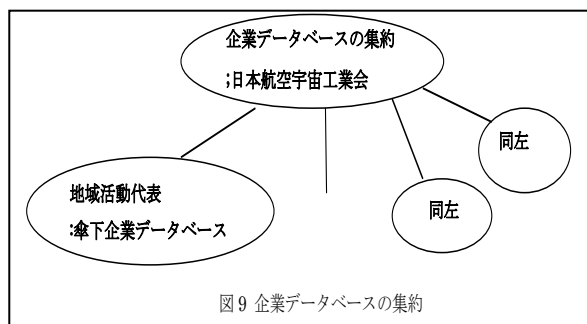 企業データベースの集約
;日本航空宇宙工業会
同左
地域活動代表
:傘下企業データベース
同左
図9 企業データベースの集約